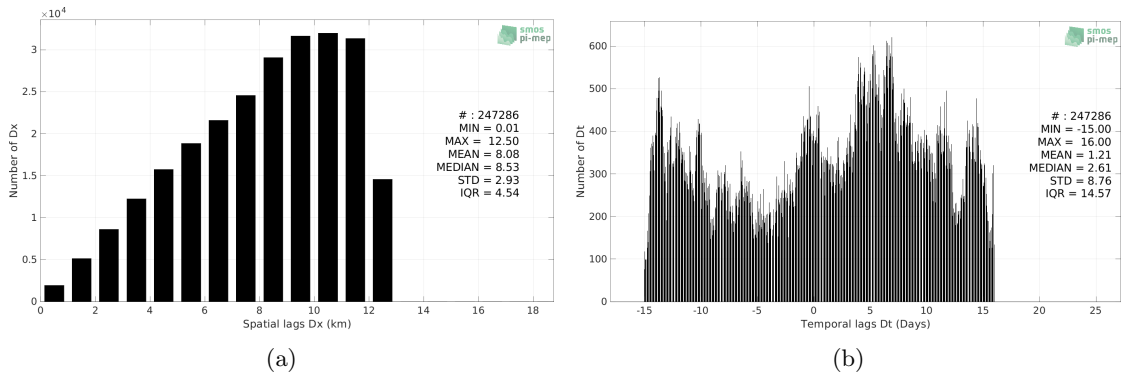 ×10⁴
3
2.5
2
1.5
1
0.5
0
0 2 4 6 8 10 12 14 16 18
Number of Dx
Spatial lags Dx (km)
smos
pi-mep
# : 247286
MIN = 0.01
MAX = 12.50
MEAN = 8.08
MEDIAN = 8.53
STD = 2.93
IQR = 4.54
(a)
600
500
400
300
200
100
0
-15 -10 -5 0 5 10 15 20 25
Number of Dt
Temporal lags Dt (Days)
smos
pi-mep
# : 247286
MIN = -15.00
MAX = 16.00
MEAN = 1.21
MEDIAN = 2.61
STD = 8.76
IQR = 14.57
(b)